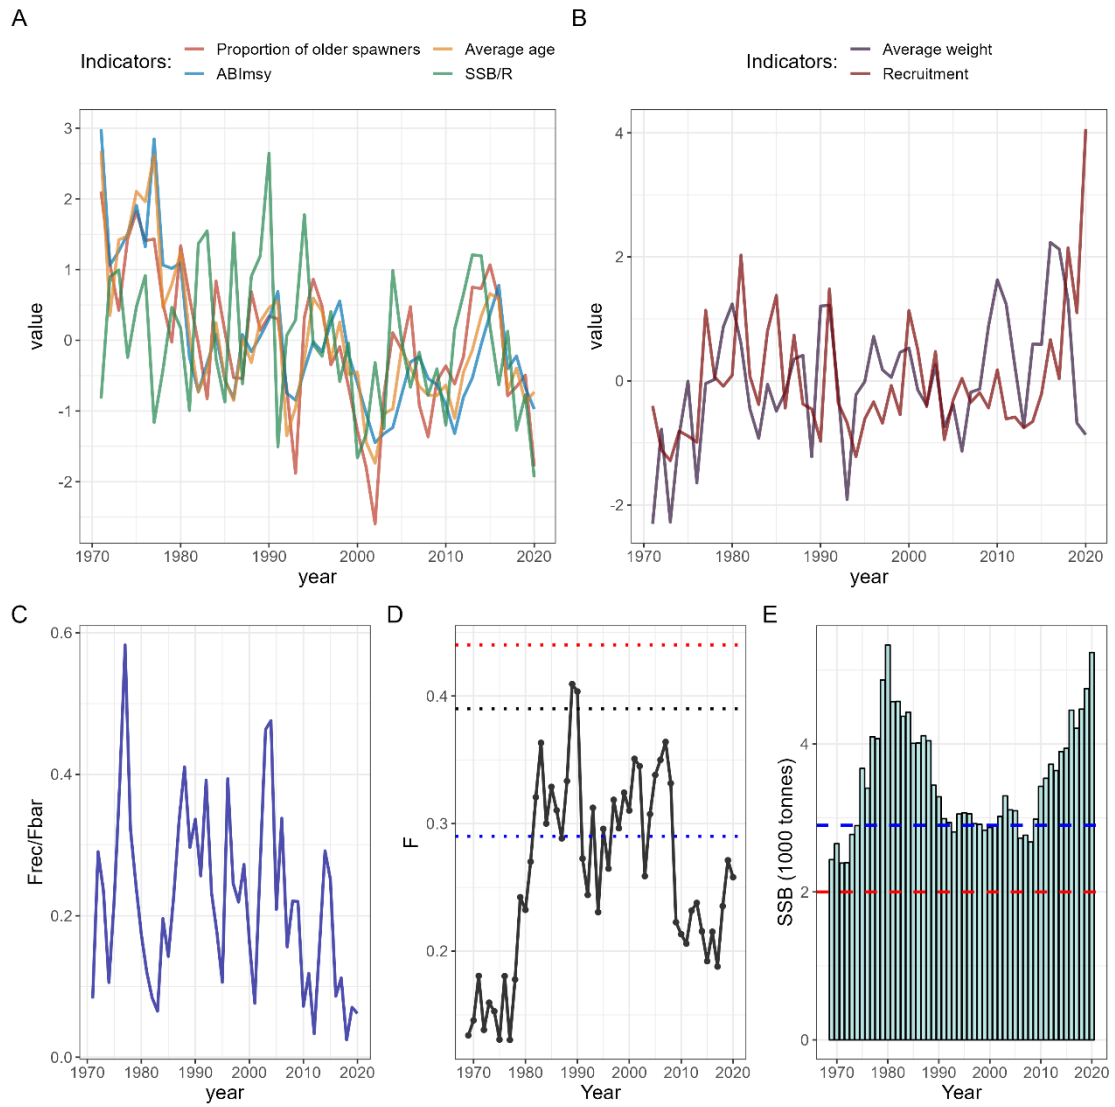 A
B
Indicators:
Proportion of older spawners
Average age
ABImsy
SSB/R
Indicators:
Average weight
Recruitment
value
3
2
1
0
-1
-2
1970 1980 1990 2000 2010 2020
year
value
4
2
0
-2
1970 1980 1990 2000 2010 2020
year
C
D
E
Frec/Fbar
0.6
0.4
0.2
0.0
1970 1980 1990 2000 2010 2020
year
F
0.4
0.3
0.2
1970 1980 1990 2000 2010 2020
Year
SSB (1000 tonnes)
4
2
0
1970 1980 1990 2000 2010 2020
Year